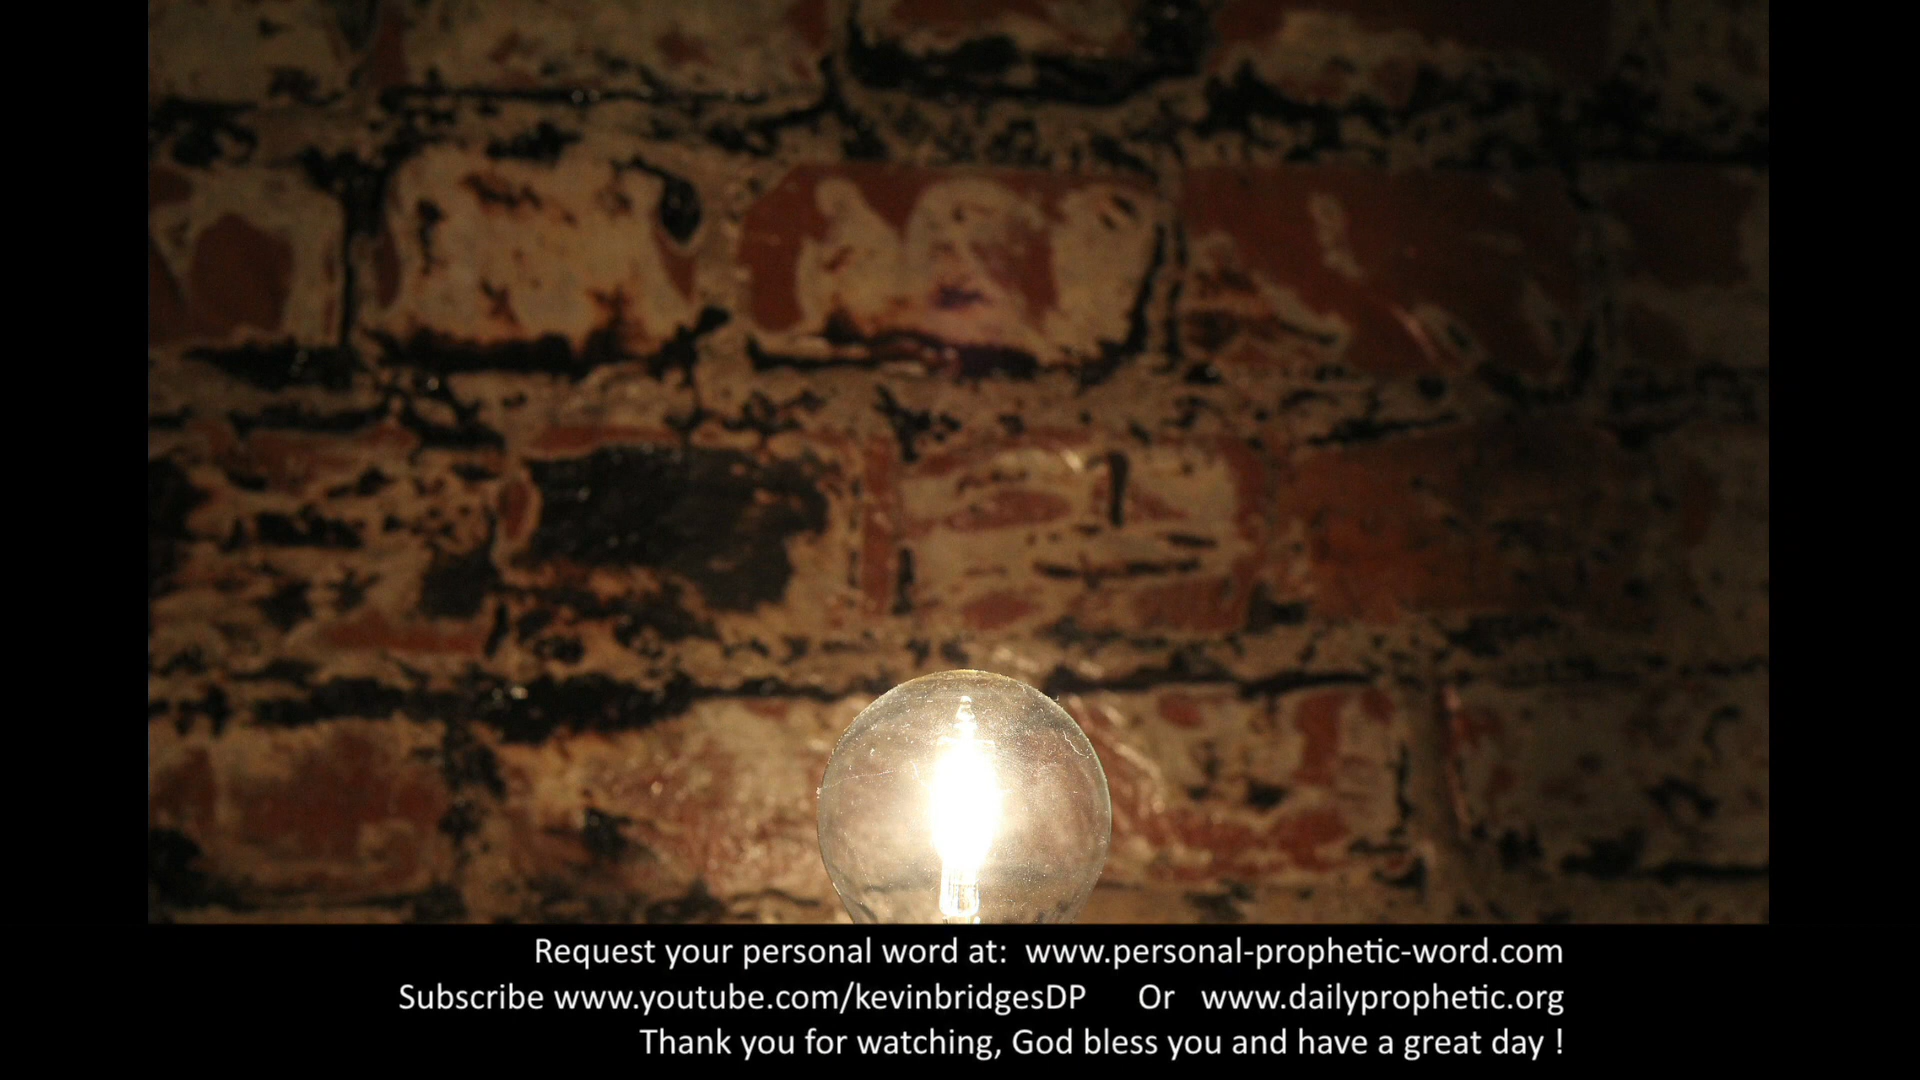 Request your personal word at: www.personal-prophetic-word.com
Subscribe www.youtube.com/kevinbridgesDP Or www.dailyprophetic.org
Thank you for watching, God bless you and have a great day !